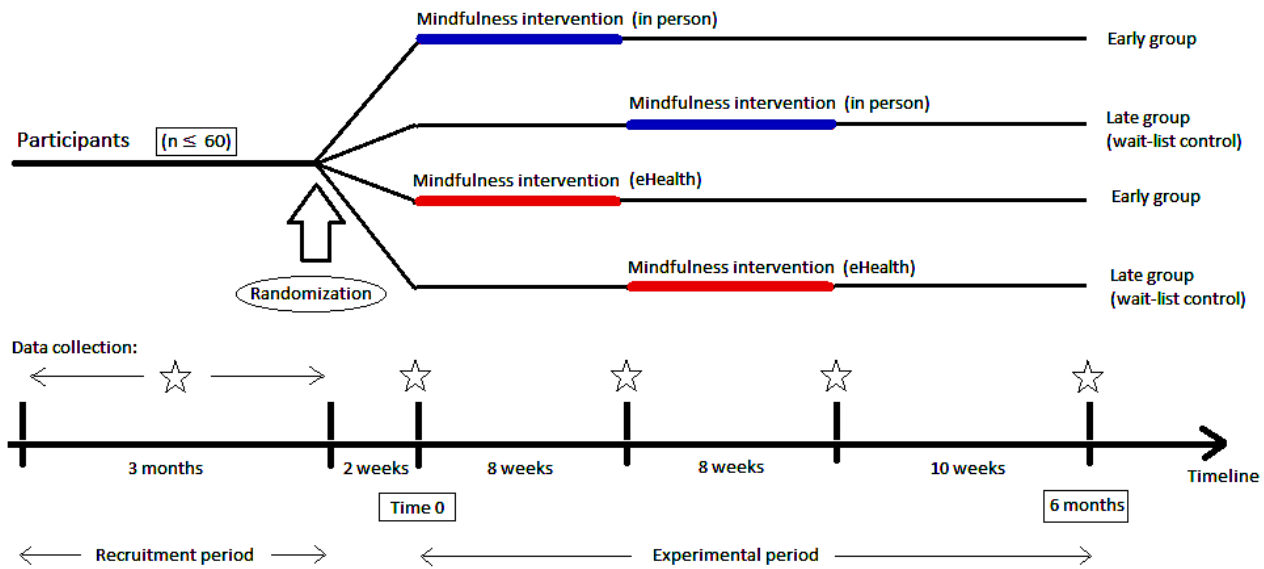 Mindfulness intervention (in person)
Early group
Mindfulness intervention (in person)
Late group
(wait-list control)
Participants (n ≤ 60)
Mindfulness intervention (eHealth)
Early group
Mindfulness intervention (eHealth)
Late group
(wait-list control)
Randomization
Data collection:
3 months 2 weeks 8 weeks 8 weeks 10 weeks
Timeline
Time 0 6 months
Recruitment period Experimental period